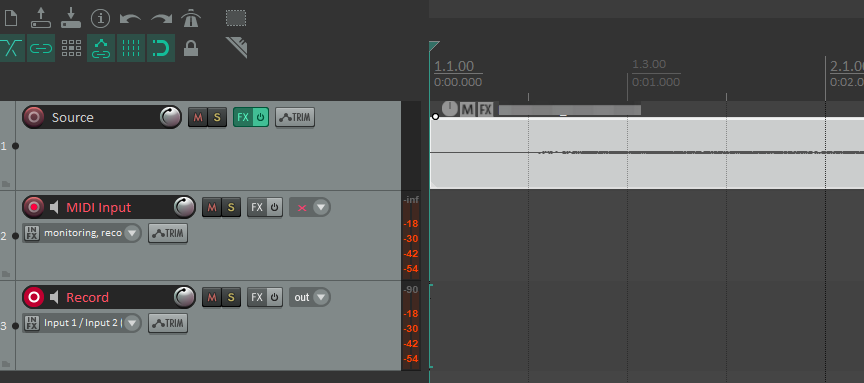 1.1.00
0:00.000
1.3.00
0:01.000
2.1.0
0:02.0
M FX
1
Source
M S FX TRIM
2
MIDI Input
M S FX
IN FX monitoring, reco TRIM
-inf
-18
-30
-42
-54
3
Record
M S FX out
IN FX Input 1 / Input 2 | TRIM
-90
-18
-30
-42
-54